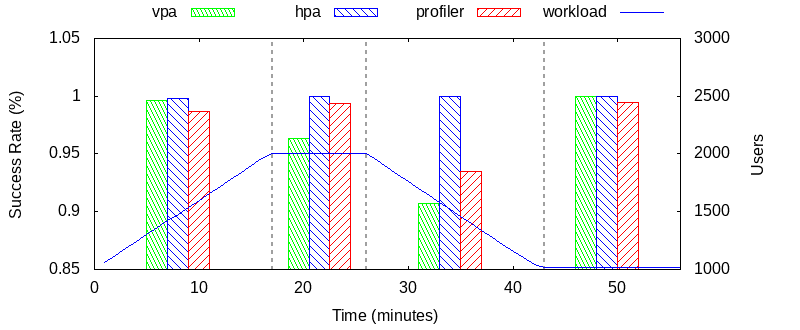 vpa hpa profiler workload
1.05 3000
1 2500
0.95 2000
0.9 1500
0.85 1000
Success Rate (%)
Users
0 10 20 30 40 50
Time (minutes)